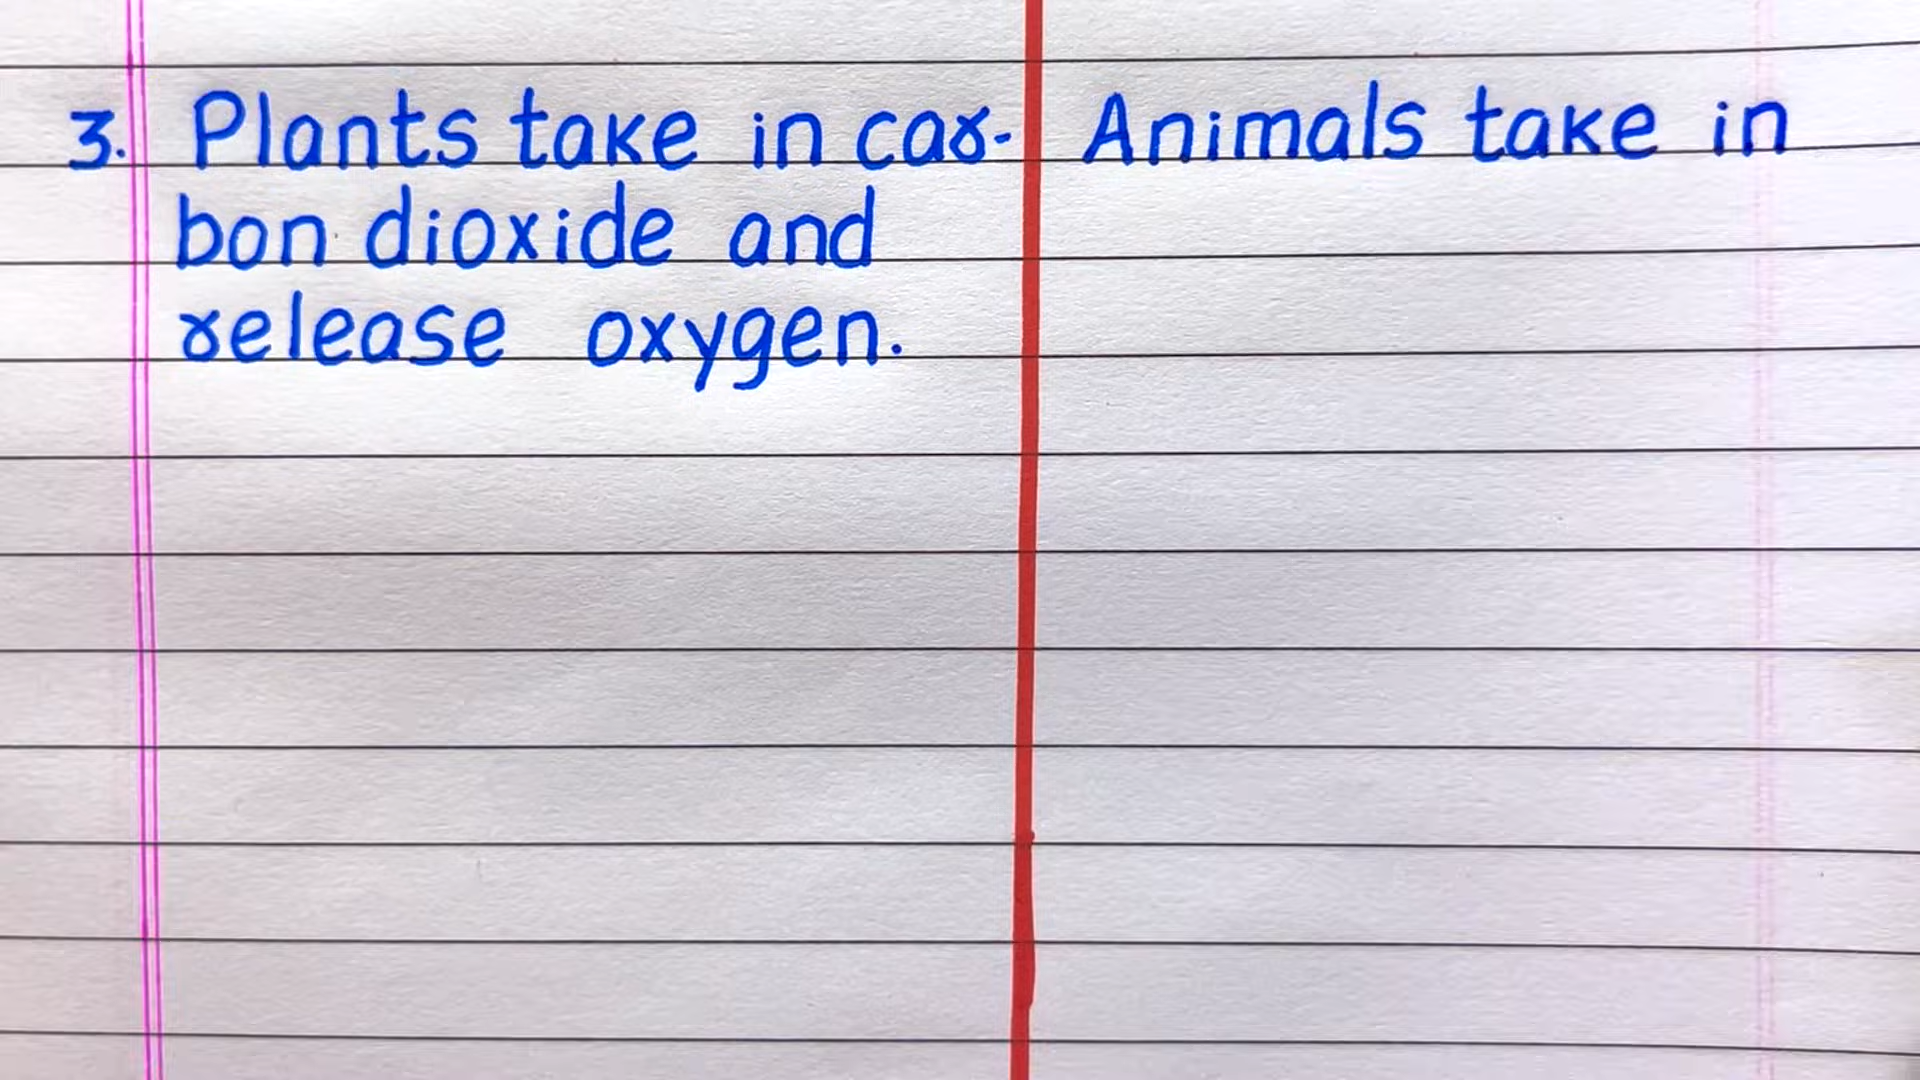 3. Plants take in car-
bon dioxide and
release oxygen.
Animals take in